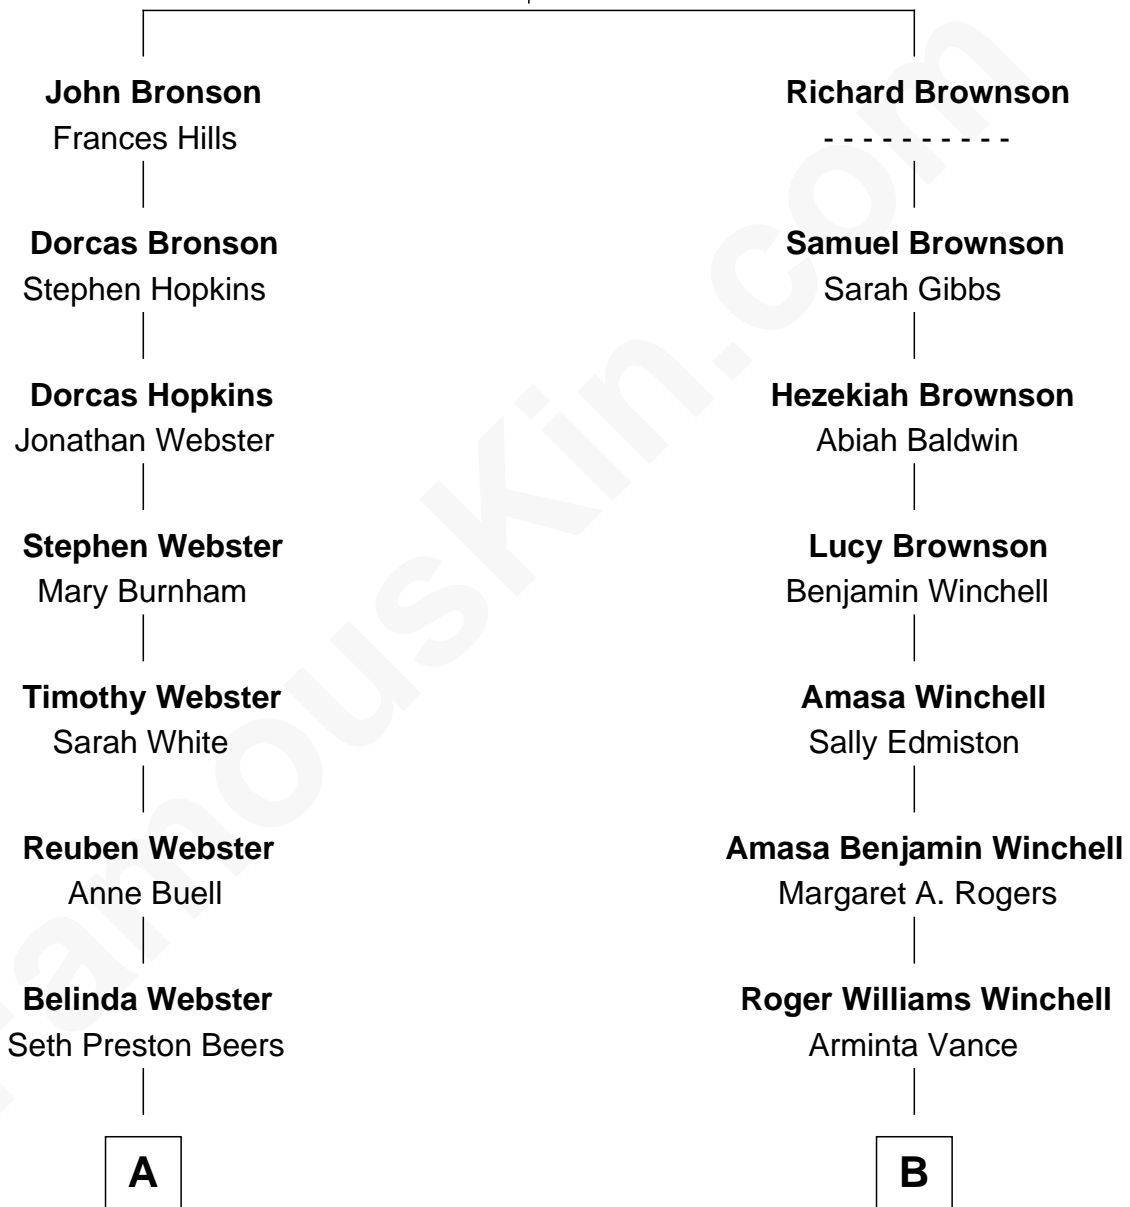 John Bronson
Frances Hills
Dorcas Bronson
Stephen Hopkins
Dorcas Hopkins
Jonathan Webster
Stephen Webster
Mary Burnham
Timothy Webster
Sarah White
Reuben Webster
Anne Buell
Belinda Webster
Seth Preston Beers
A
Richard Brownson
- - - - - - - - - -
Samuel Brownson
Sarah Gibbs
Hezekiah Brownson
Abiah Baldwin
Lucy Brownson
Benjamin Winchell
Amasa Winchell
Sally Edmiston
Amasa Benjamin Winchell
Margaret A. Rogers
Roger Williams Winchell
Arminta Vance
B
FamousKin.com